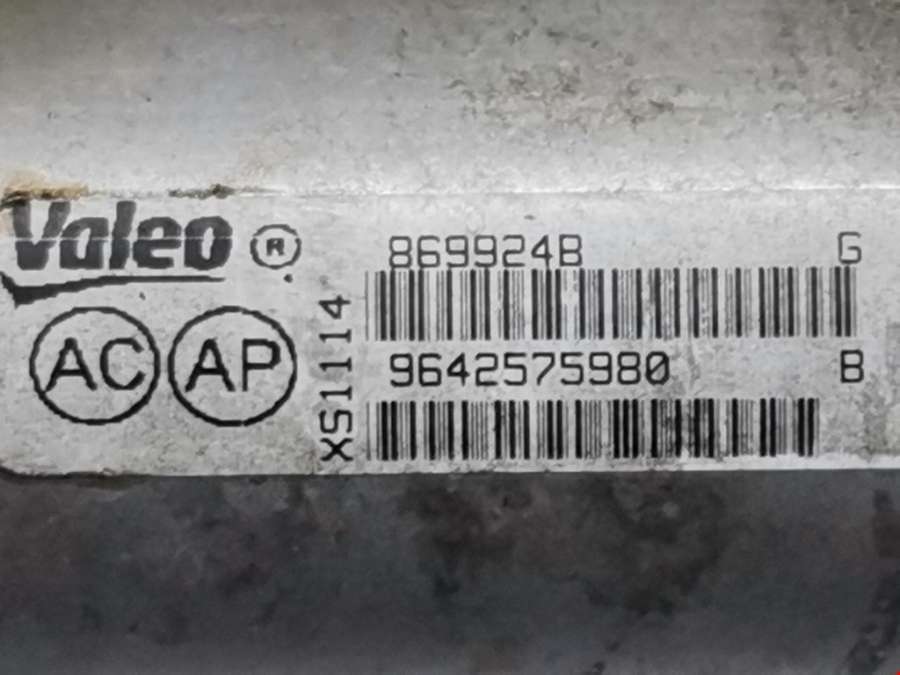 Valeo ®
869924B G
AC AP
XS1114
9642575980 B